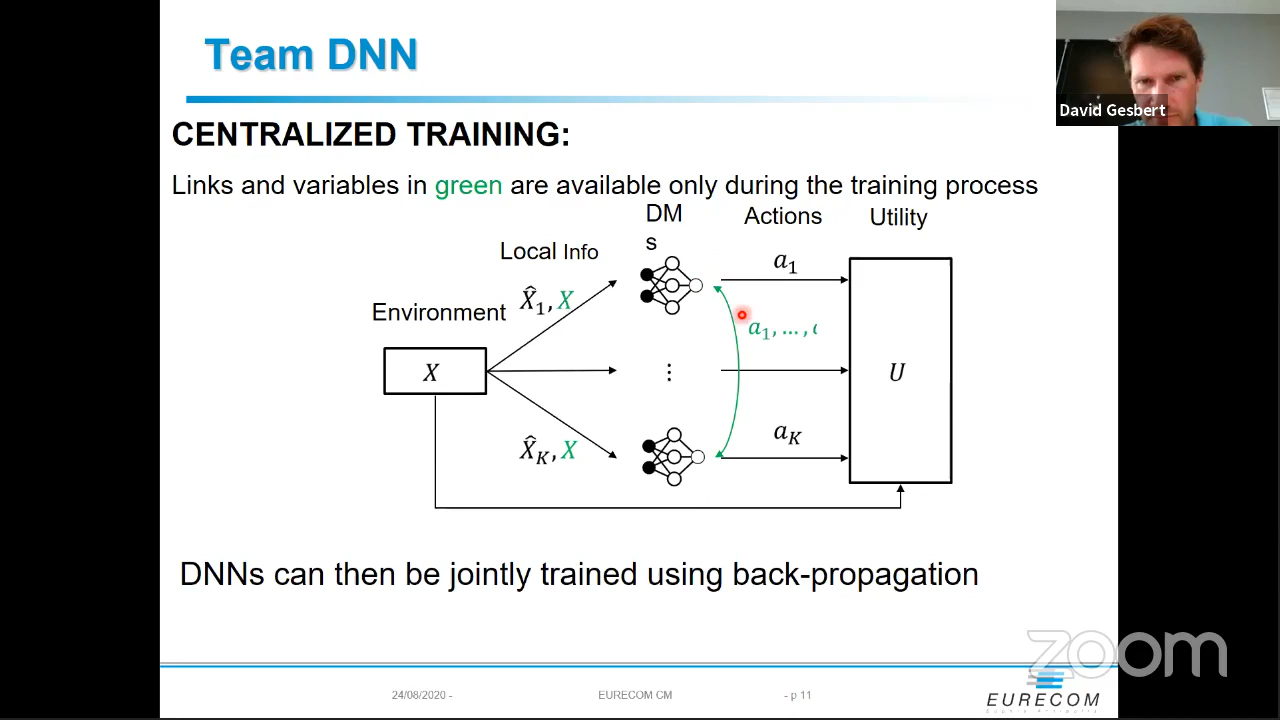 Team DNN
David Gesbert
CENTRALIZED TRAINING:
Links and variables in green are available only during the training process
DM
s
Actions
Utility
Local Info
a₁
X̂₁, X
Environment
a₁, …,
X
⋮
U
a_K
X̂_K, X
DNNs can then be jointly trained using back-propagation
zoom
24/08/2020 -
EURECOM CM
- p 11
EURECOM